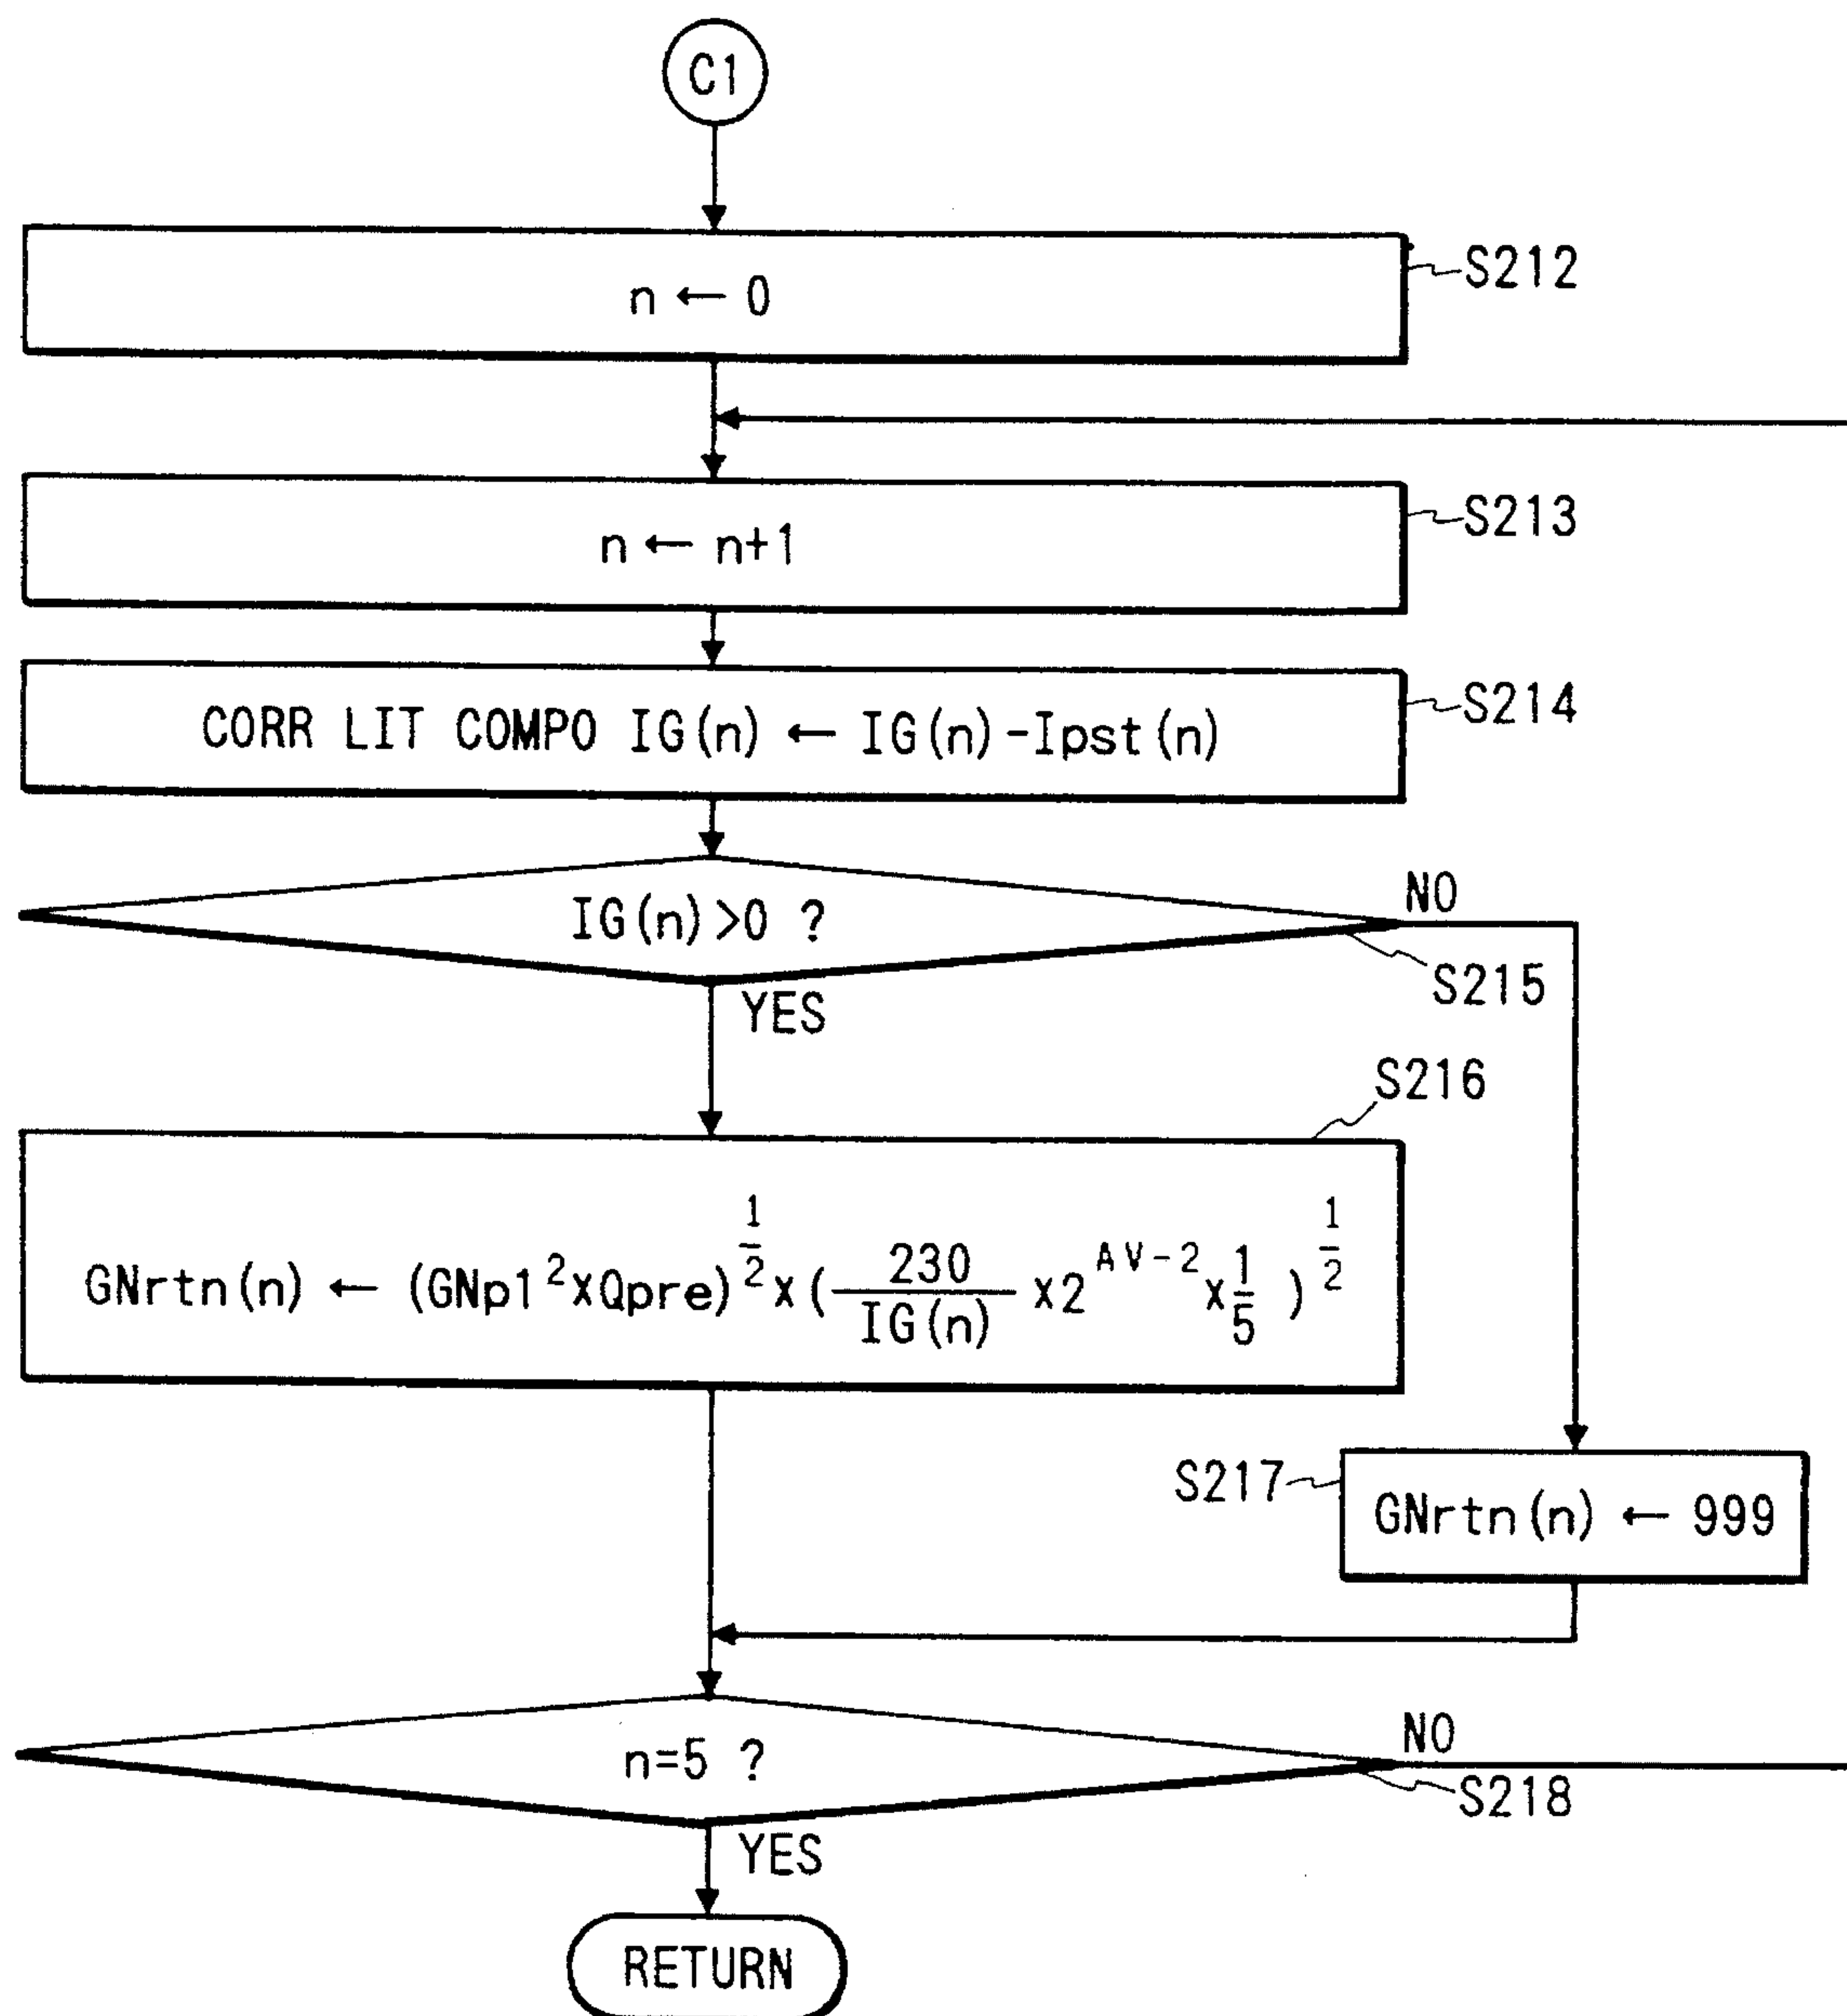 C1
n ← 0
S212
n ← n+1
S213
CORR LIT COMPO IG(n) ← IG(n)-Ipst(n)
S214
IG(n)>0 ?
NO
S215
YES
S216
GNrtn(n) ← (GNp1²xQpre)^1/2 x(230/IG(n) x2^AV-2 x1/5)^1/2
S217
GNrtn(n) ← 999
n=5 ?
NO
S218
YES
RETURN